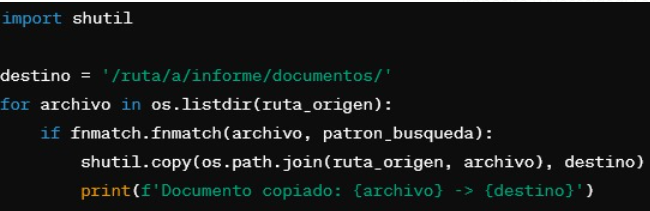 import shutil
destino = '/ruta/a/informe/documentos/'
for archivo in os.listdir(ruta_origen):
if fnmatch.fnmatch(archivo, patron_busqueda):
shutil.copy(os.path.join(ruta_origen, archivo), destino)
print(f'Documento copiado: {archivo} -> {destino}')